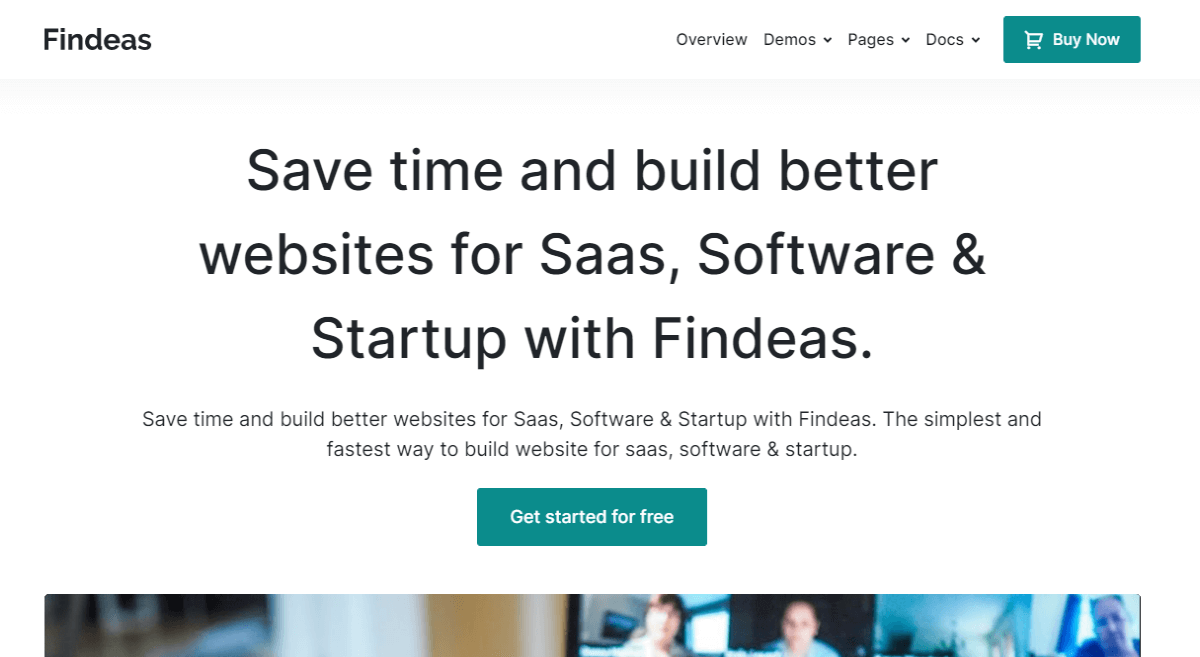 Findeas
Overview Demos Pages Docs Buy Now
Save time and build better
websites for Saas, Software &
Startup with Findeas.
Save time and build better websites for Saas, Software & Startup with Findeas. The simplest and
fastest way to build website for saas, software & startup.
Get started for free